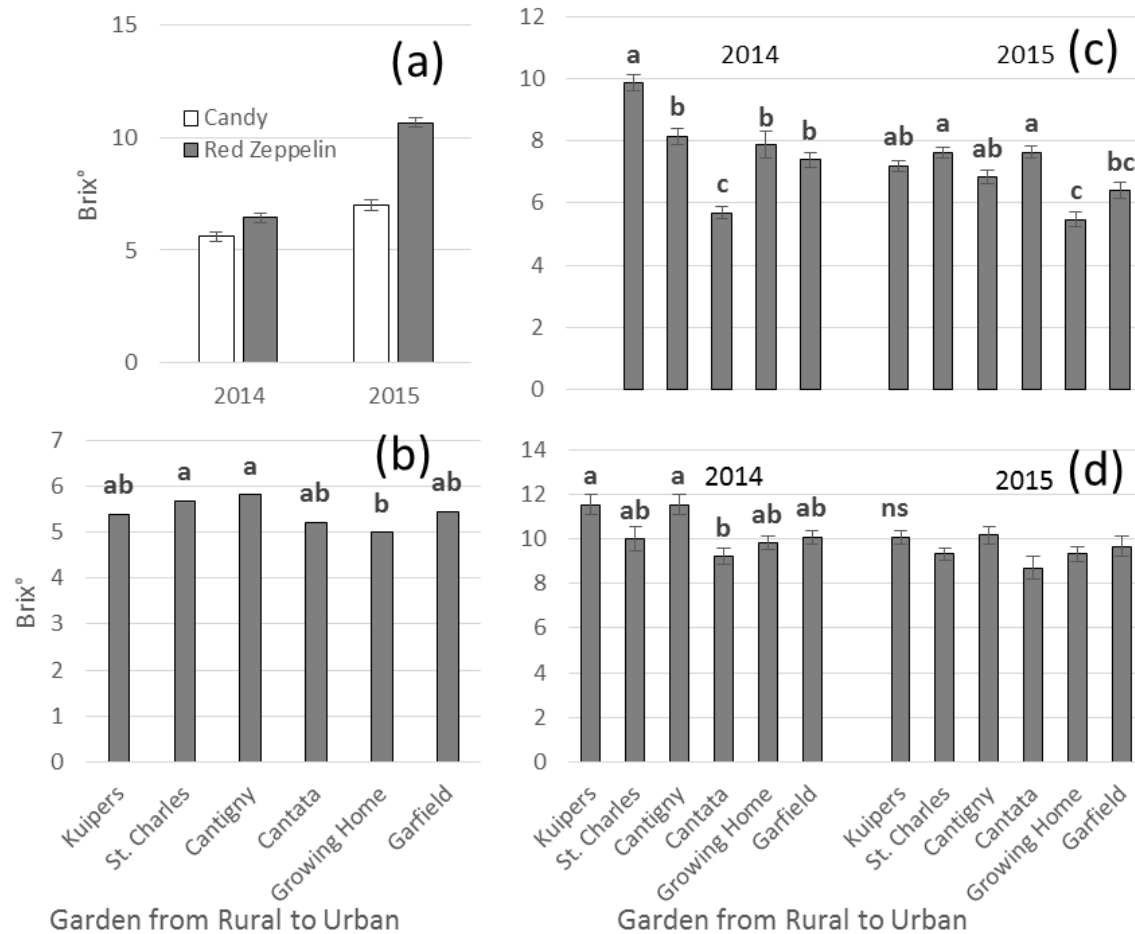 15
10
5
0
Brix°
(a)
Candy
Red Zeppelin
2014 2015
7
6
5
4
3
2
1
0
Brix°
(b)
ab a a ab b ab
Kuipers
St. Charles
Cantigny
Cantata
Growing Home
Garfield
Garden from Rural to Urban
12
10
8
6
4
2
0
2014 2015 (c)
a b c b b
ab a ab a c bc
14
12
10
8
6
4
2
0
2014 2015 (d)
a ab a b ab ab
ns
Kuipers
St. Charles
Cantigny
Cantata
Growing Home
Garfield
Kuipers
St. Charles
Cantigny
Cantata
Growing Home
Garfield
Garden from Rural to Urban